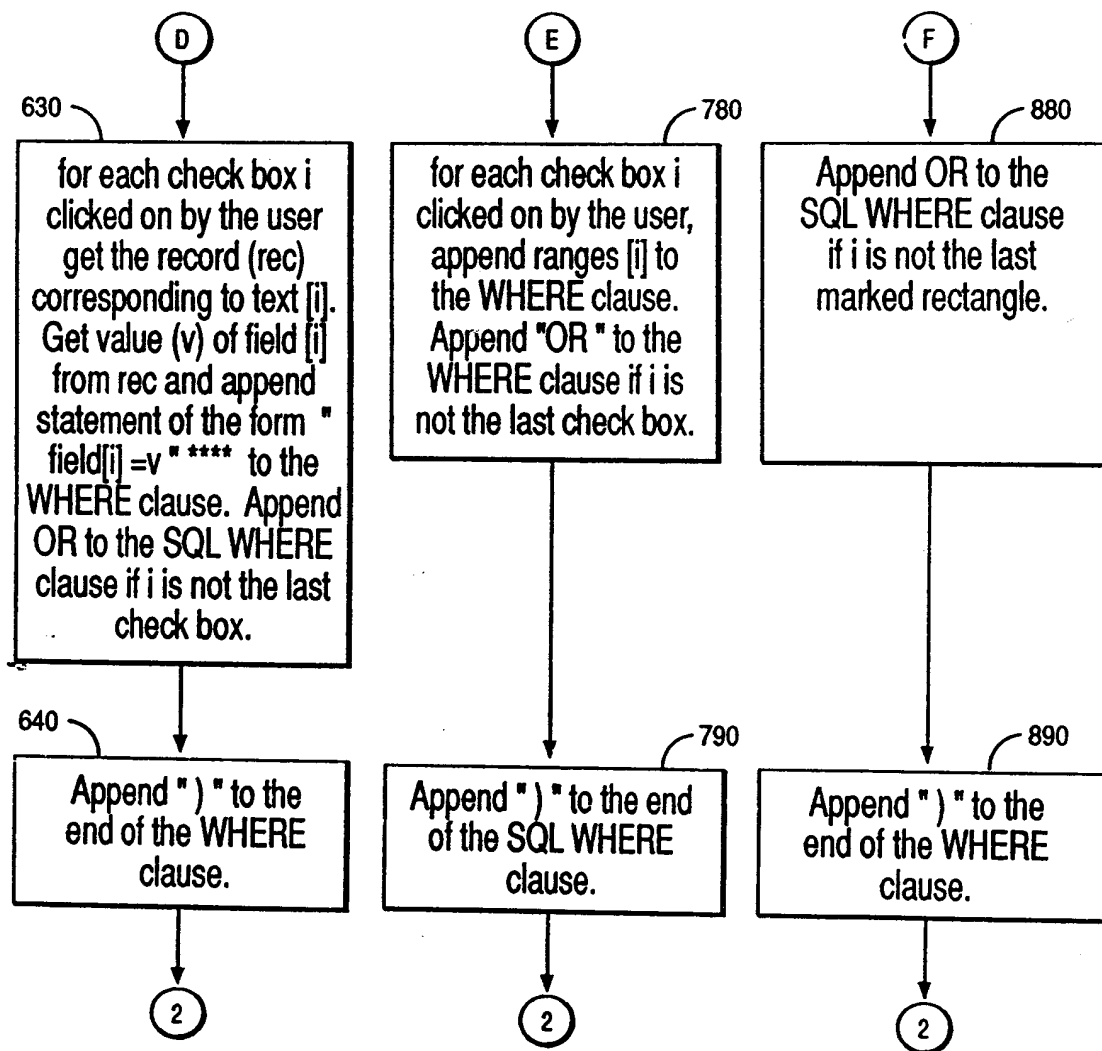 D
630
for each check box i
clicked on by the user
get the record (rec)
corresponding to text [i].
Get value (v) of field [i]
from rec and append
statement of the form "
field[i] =v " **** to the
WHERE clause. Append
OR to the SQL WHERE
clause if i is not the last
check box.
640
Append " ) " to the
end of the WHERE
clause.
2
E
780
for each check box i
clicked on by the user,
append ranges [i] to
the WHERE clause.
Append "OR " to the
WHERE clause if i is
not the last check box.
790
Append " ) " to the end
of the SQL WHERE
clause.
2
F
880
Append OR to the
SQL WHERE clause
if i is not the last
marked rectangle.
890
Append " ) " to the
end of the WHERE
clause.
2